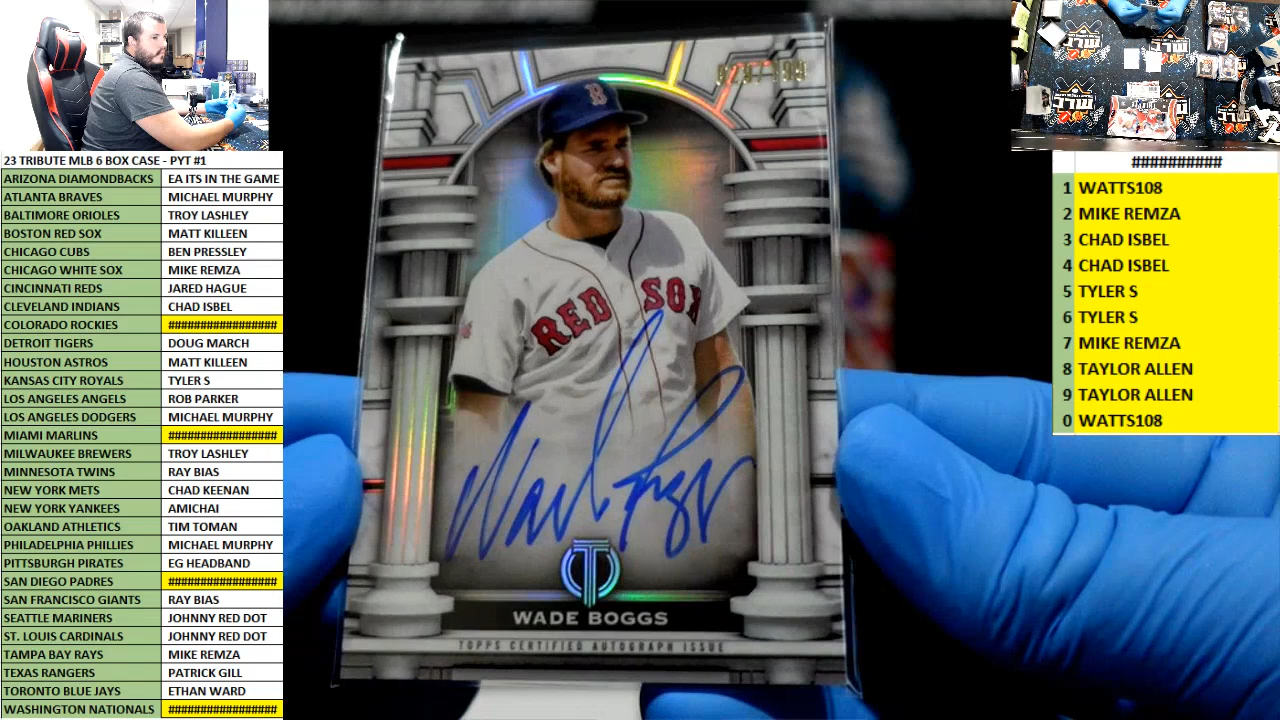 23 TRIBUTE MLB 6 BOX CASE - PYT #1
ARIZONA DIAMONDBACKS EA ITS IN THE GAME
ATLANTA BRAVES MICHAEL MURPHY
BALTIMORE ORIOLES TROY LASHLEY
BOSTON RED SOX MATT KILLEEN
CHICAGO CUBS BEN PRESSLEY
CHICAGO WHITE SOX MIKE REMZA
CINCINNATI REDS JARED HAGUE
CLEVELAND INDIANS CHAD ISBEL
COLORADO ROCKIES #################
DETROIT TIGERS DOUG MARCH
HOUSTON ASTROS MATT KILLEEN
KANSAS CITY ROYALS TYLER S
LOS ANGELES ANGELS ROB PARKER
LOS ANGELES DODGERS MICHAEL MURPHY
MIAMI MARLINS #################
MILWAUKEE BREWERS TROY LASHLEY
MINNESOTA TWINS RAY BIAS
NEW YORK METS CHAD KEENAN
NEW YORK YANKEES AMICHAI
OAKLAND ATHLETICS TIM TOMAN
PHILADELPHIA PHILLIES MICHAEL MURPHY
PITTSBURGH PIRATES EG HEADBAND
SAN DIEGO PADRES #################
SAN FRANCISCO GIANTS RAY BIAS
SEATTLE MARINERS JOHNNY RED DOT
ST. LOUIS CARDINALS JOHNNY RED DOT
TAMPA BAY RAYS MIKE REMZA
TEXAS RANGERS PATRICK GILL
TORONTO BLUE JAYS ETHAN WARD
WASHINGTON NATIONALS #################
B
RED SOX
WADE BOGGS
TOPPS CERTIFIED AUTOGRAPH ISSUE
##########
1 WATTS108
2 MIKE REMZA
3 CHAD ISBEL
4 CHAD ISBEL
5 TYLER S
6 TYLER S
7 MIKE REMZA
8 TAYLOR ALLEN
9 TAYLOR ALLEN
0 WATTS108